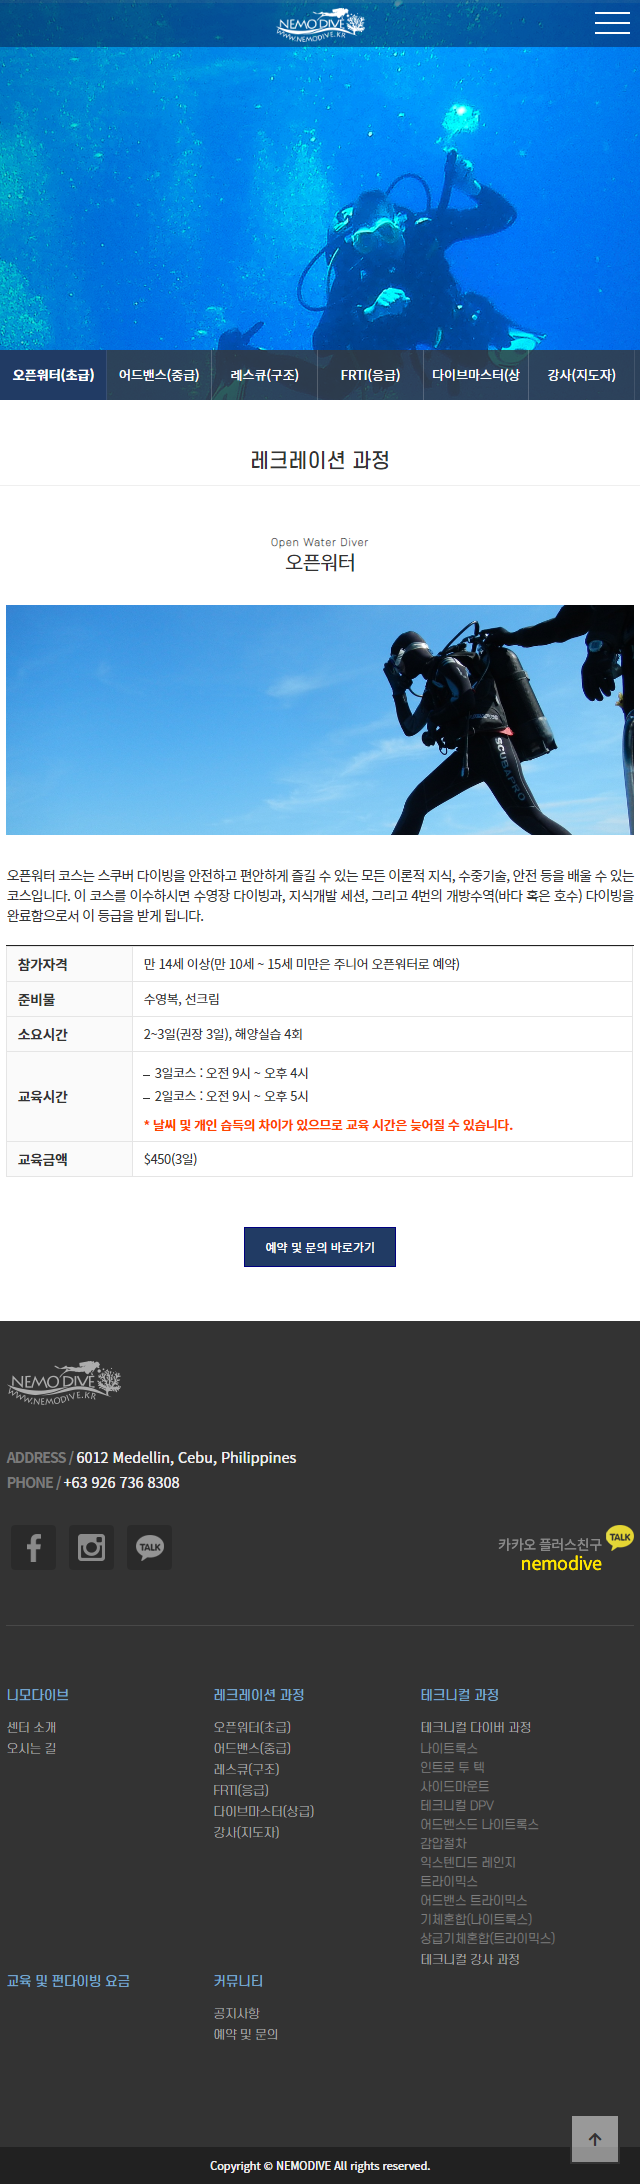 NEMO DIVE
WWW.NEMODIVE.KR
오픈워터(초급)
어드밴스(중급)
레스큐(구조)
FRTI(응급)
다이브마스터(상
강사(지도자)
레크레이션 과정
Open Water Diver
오픈워터
SCUBAPRO
오픈워터 코스는 스쿠버 다이빙을 안전하고 편안하게 즐길 수 있는 모든 이론적 지식, 수중기술, 안전 등을 배울 수 있는
코스입니다. 이 코스를 이수하시면 수영장 다이빙과, 지식개발 세션, 그리고 4번의 개방수역(바다 혹은 호수) 다이빙을
완료함으로서 이 등급을 받게 됩니다.
참가자격 만 14세 이상(만 10세 ~ 15세 미만은 주니어 오픈워터로 예약)
준비물 수영복, 선크림
소요시간 2~3일(권장 3일), 해양실습 4회
교육시간
– 3일코스 : 오전 9시 ~ 오후 4시
– 2일코스 : 오전 9시 ~ 오후 5시
* 날씨 및 개인 습득의 차이가 있으므로 교육 시간은 늦어질 수 있습니다.
교육금액 $450(3일)
예약 및 문의 바로가기
NEMO DIVE
WWW.NEMODIVE.KR
ADDRESS / 6012 Medellin, Cebu, Philippines
PHONE / +63 926 736 8308
TALK
카카오 플러스친구
TALK
nemodive
니모다이브
센터 소개
오시는 길
레크레이션 과정
오픈워터(초급)
어드밴스(중급)
레스큐(구조)
FRTI(응급)
다이브마스터(상급)
강사(지도자)
테크니컬 과정
테크니컬 다이버 과정
나이트록스
인트로 투 텍
사이드마운트
테크니컬 DPV
어드밴스드 나이트록스
감압절차
익스텐디드 레인지
트라이믹스
어드밴스 트라이믹스
기체혼합(나이트록스)
상급기체혼합(트라이믹스)
테크니컬 강사 과정
교육 및 펀다이빙 요금
커뮤니티
공지사항
예약 및 문의
Copyright © NEMODIVE All rights reserved.